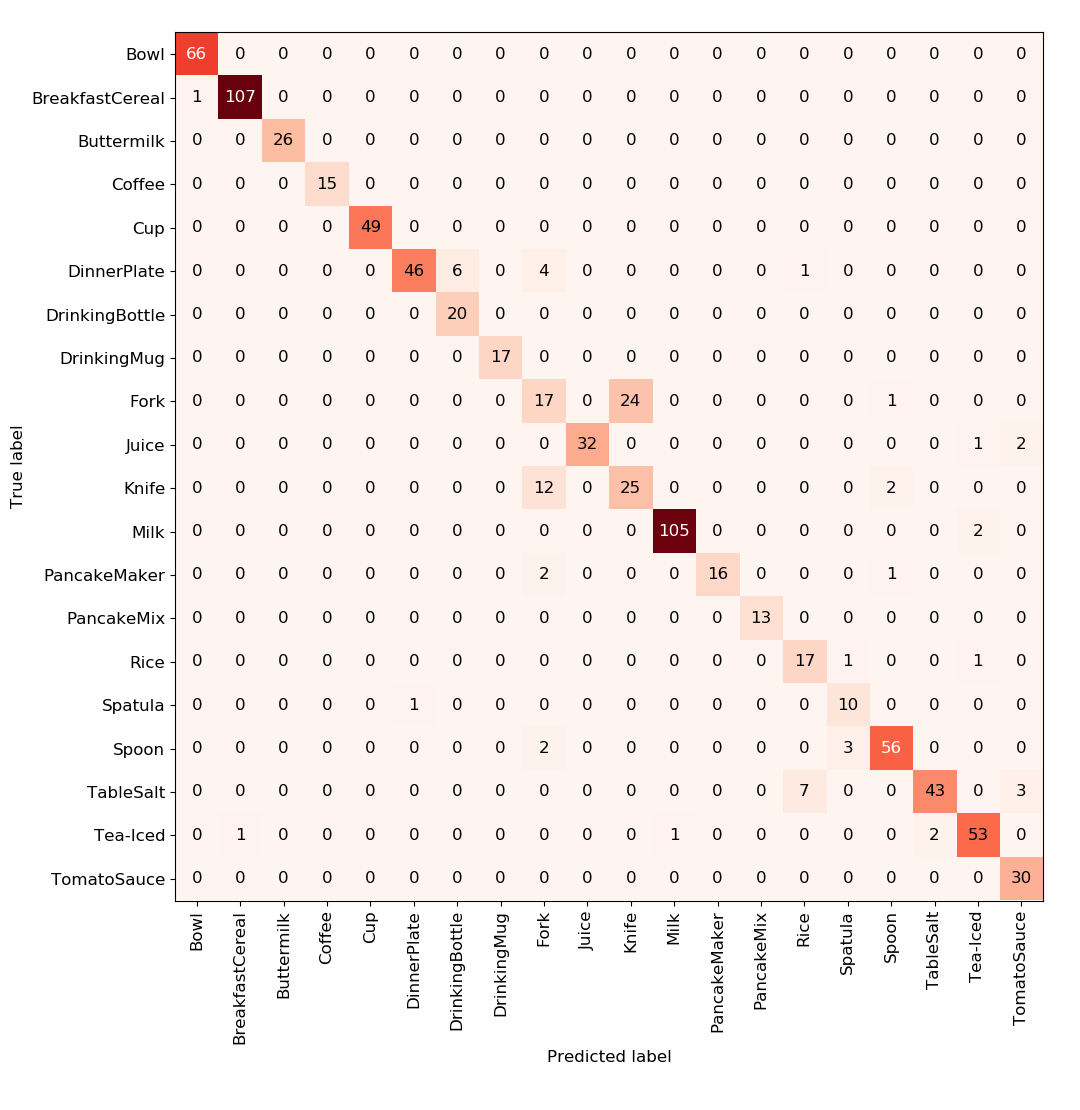 Bowl 66 0 0 0 0 0 0 0 0 0 0 0 0 0 0 0 0 0 0 0
BreakfastCereal 1 107 0 0 0 0 0 0 0 0 0 0 0 0 0 0 0 0 0 0
Buttermilk 0 0 26 0 0 0 0 0 0 0 0 0 0 0 0 0 0 0 0 0
Coffee 0 0 0 15 0 0 0 0 0 0 0 0 0 0 0 0 0 0 0 0
Cup 0 0 0 0 49 0 0 0 0 0 0 0 0 0 0 0 0 0 0 0
DinnerPlate 0 0 0 0 0 46 6 0 4 0 0 0 0 0 1 0 0 0 0 0
DrinkingBottle 0 0 0 0 0 0 20 0 0 0 0 0 0 0 0 0 0 0 0 0
DrinkingMug 0 0 0 0 0 0 0 17 0 0 0 0 0 0 0 0 0 0 0 0
Fork 0 0 0 0 0 0 0 0 17 0 24 0 0 0 0 0 1 0 0 0
Juice 0 0 0 0 0 0 0 0 0 32 0 0 0 0 0 0 0 0 1 2
Knife 0 0 0 0 0 0 0 0 12 0 25 0 0 0 0 0 2 0 0 0
Milk 0 0 0 0 0 0 0 0 0 0 0 105 0 0 0 0 0 0 2 0
PancakeMaker 0 0 0 0 0 0 0 0 2 0 0 0 16 0 0 0 1 0 0 0
PancakeMix 0 0 0 0 0 0 0 0 0 0 0 0 0 13 0 0 0 0 0 0
Rice 0 0 0 0 0 0 0 0 0 0 0 0 0 0 17 1 0 0 1 0
Spatula 0 0 0 0 0 1 0 0 0 0 0 0 0 0 0 10 0 0 0 0
Spoon 0 0 0 0 0 0 0 0 2 0 0 0 0 0 0 3 56 0 0 0
TableSalt 0 0 0 0 0 0 0 0 0 0 0 0 0 0 7 0 0 43 0 3
Tea-Iced 0 1 0 0 0 0 0 0 0 0 0 1 0 0 0 0 0 2 53 0
TomatoSauce 0 0 0 0 0 0 0 0 0 0 0 0 0 0 0 0 0 0 0 30
True label
Bowl
BreakfastCereal
Buttermilk
Coffee
Cup
DinnerPlate
DrinkingBottle
DrinkingMug
Fork
Juice
Knife
Milk
PancakeMaker
PancakeMix
Rice
Spatula
Spoon
TableSalt
Tea-Iced
TomatoSauce
Predicted label